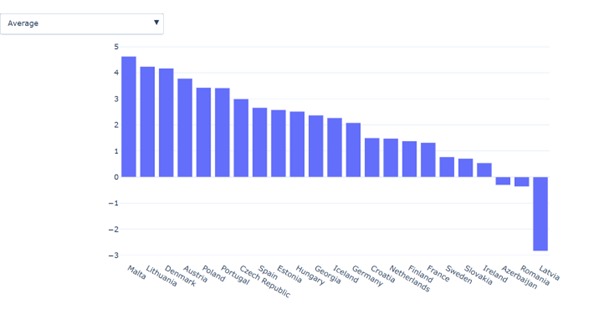 Average ▼
5
4
3
2
1
0
−1
−2
−3
Malta
Lithuania
Denmark
Austria
Poland
Portugal
Czech Republic
Spain
Estonia
Hungary
Georgia
Iceland
Germany
Croatia
Netherlands
Finland
France
Sweden
Slovakia
Ireland
Azerbaijan
Romania
Latvia